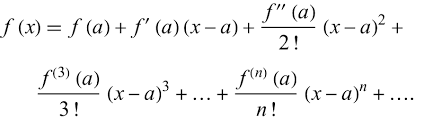 f (x) = f (a) + f′ (a) (x − a) + f″ (a) / 2 ! (x − a)² +
f⁽³⁾ (a) / 3 ! (x − a)³ + … + f⁽ⁿ⁾ (a) / n ! (x − a)ⁿ + ….